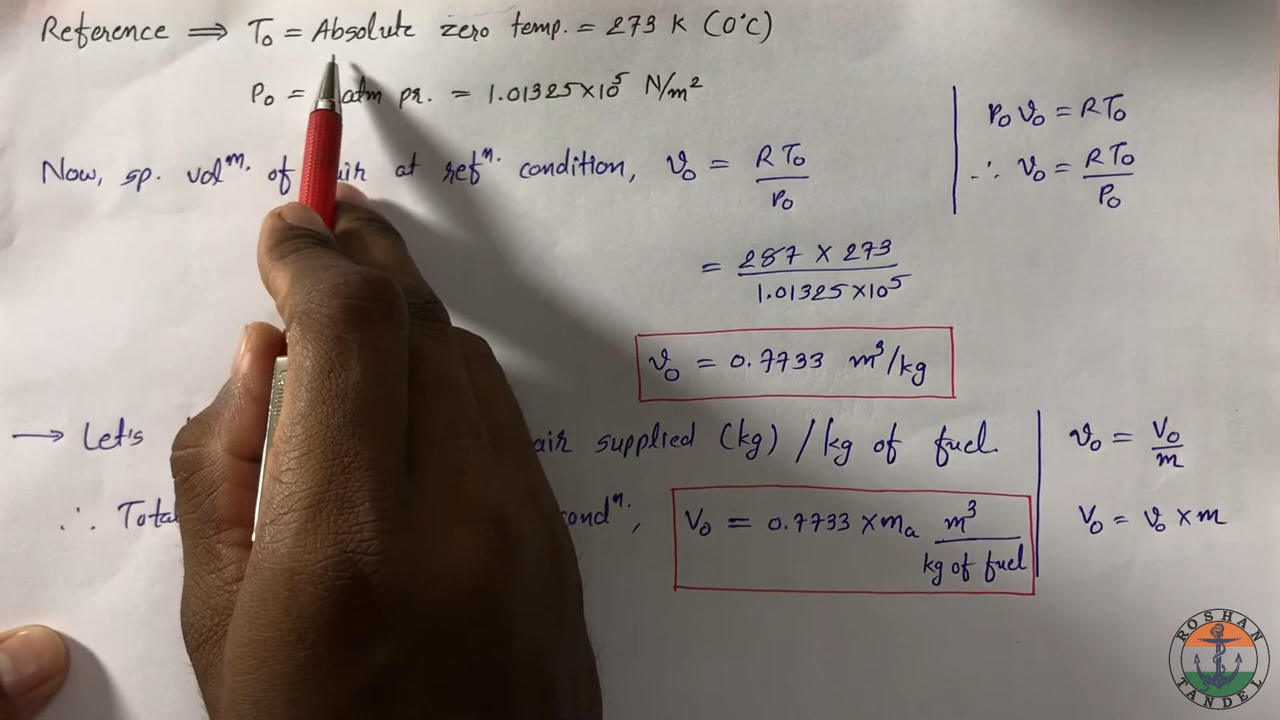 Reference ⇒ T₀ = Absolute zero temp. = 273 K (0°C)
P₀ = atm pr. = 1.01325×10⁵ N/m²
P₀ v₀ = RT₀
∴ v₀ = RT₀ / P₀
Now, sp. volᵐ. of air at refⁿ. condition, v₀ = RT₀ / P₀
= 287 × 273 / 1.01325×10⁵
v₀ = 0.7733 m³/kg
→ Let's air supplied (kg) / kg of fuel
v₀ = V₀ / m
∴ Total condⁿ, V₀ = 0.7733 × mₐ m³ / kg of fuel
V₀ = v₀ × m
ROSHAN
TANDEL